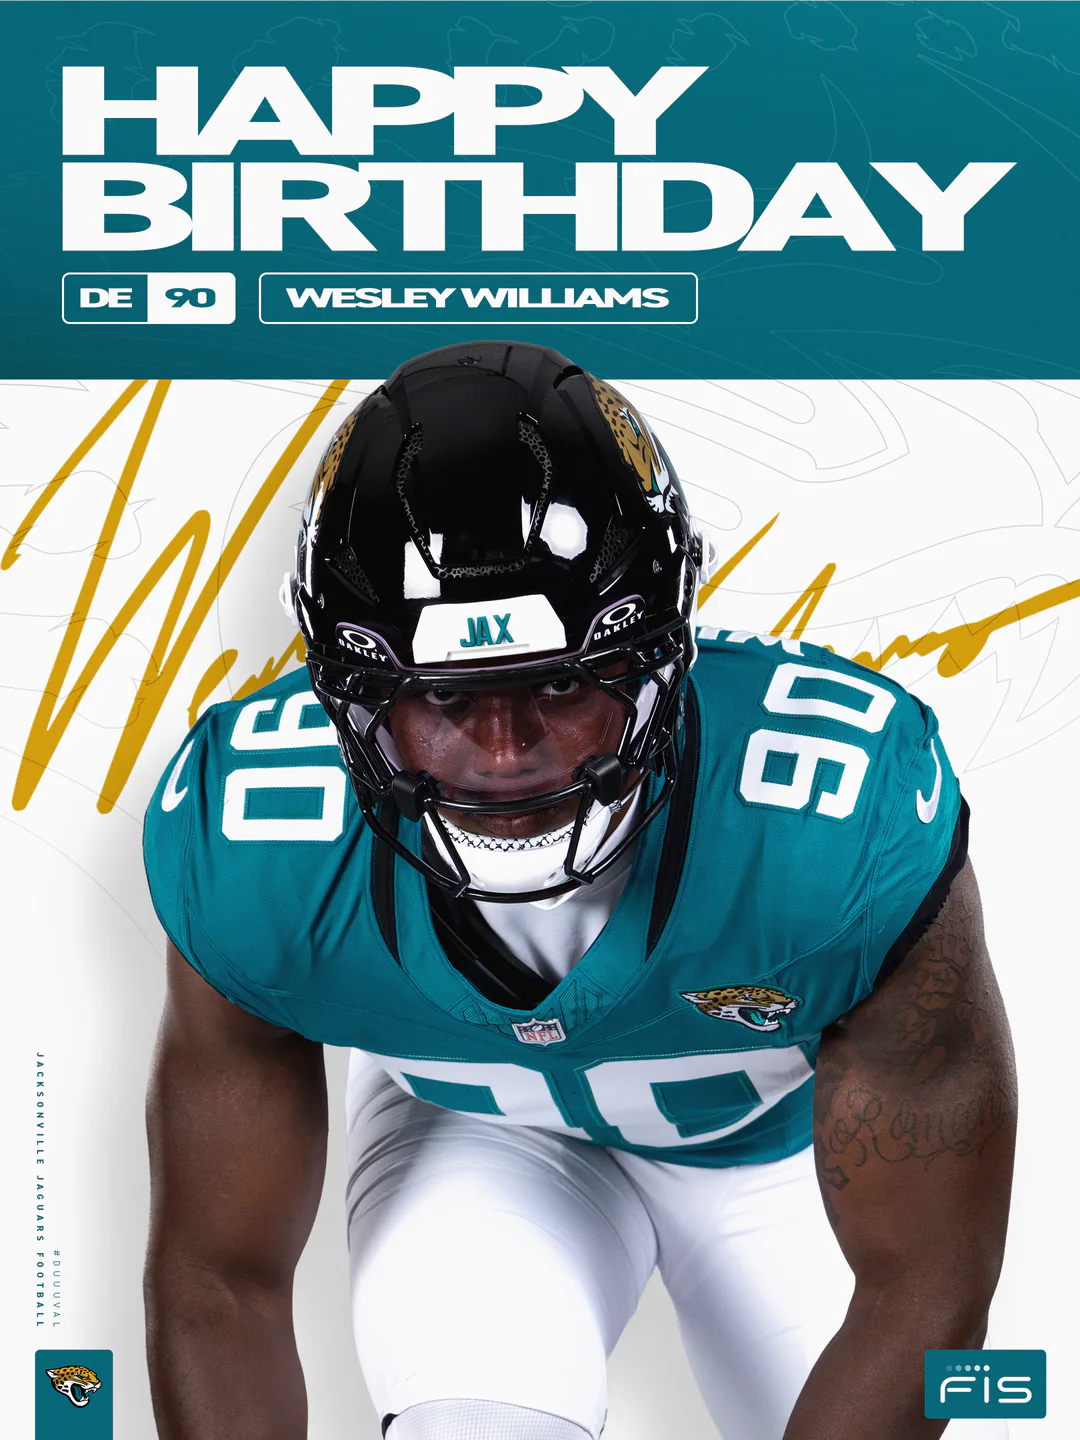 HAPPY
BIRTHDAY
DE 90
WESLEY WILLIAMS
JAX
OAKLEY
OAKLEY
90
90
NFL
90
JACKSONVILLE JAGUARS FOOTBALL
#DUUUVAL
FIS